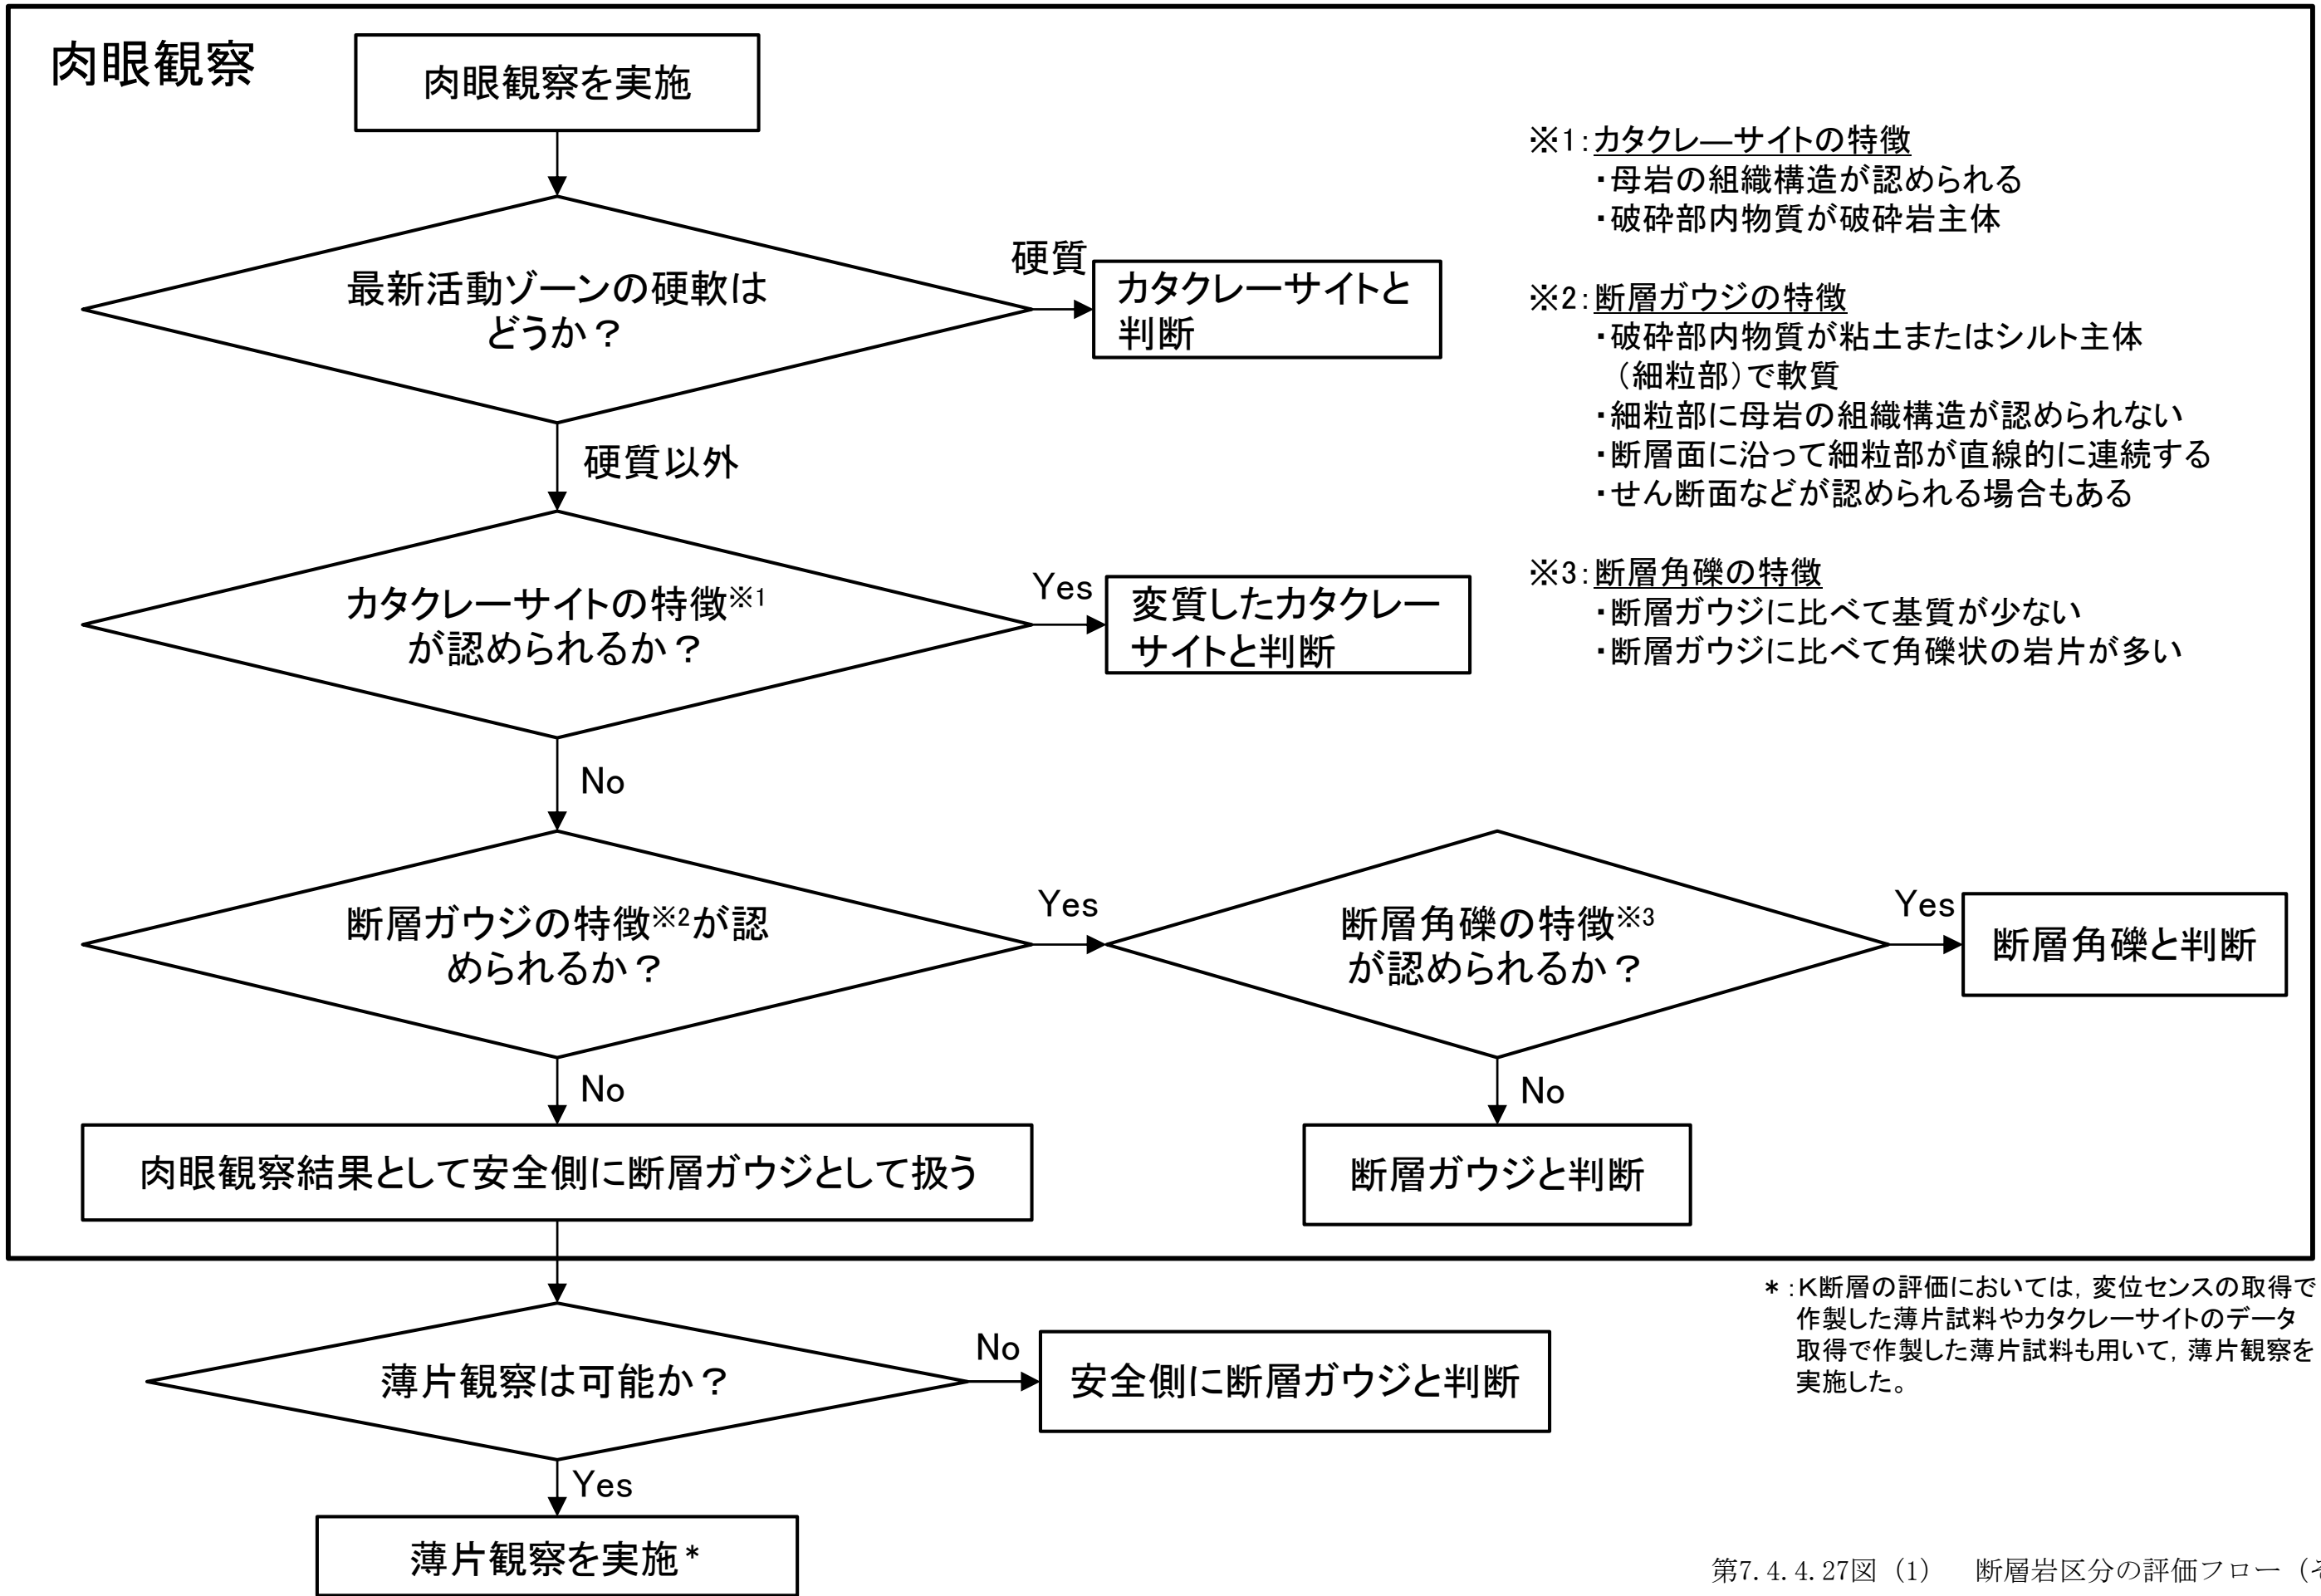 肉眼観察
肉眼観察を実施
最新活動ゾーンの硬軟は
どうか？
硬質
カタクレーサイトと
判断
硬質以外
カタクレーサイトの特徴※1
が認められるか？
Yes
変質したカタクレー
サイトと判断
No
断層ガウジの特徴※2が認
められるか？
Yes
断層角礫の特徴※3
が認められるか？
Yes
断層角礫と判断
No
断層ガウジと判断
No
肉眼観察結果として安全側に断層ガウジとして扱う
※1：カタクレーサイトの特徴
・母岩の組織構造が認められる
・破砕部内物質が破砕岩主体
※2：断層ガウジの特徴
・破砕部内物質が粘土またはシルト主体
（細粒部）で軟質
・細粒部に母岩の組織構造が認められない
・断層面に沿って細粒部が直線的に連続する
・せん断面などが認められる場合もある
※3：断層角礫の特徴
・断層ガウジに比べて基質が少ない
・断層ガウジに比べて角礫状の岩片が多い
薄片観察は可能か？
No
安全側に断層ガウジと判断
Yes
薄片観察を実施*
*：K断層の評価においては，変位センスの取得で
作製した薄片試料やカタクレーサイトのデータ
取得で作製した薄片試料も用いて，薄片観察を
実施した。
第7.4.4.27図（1）　断層岩区分の評価フロー（